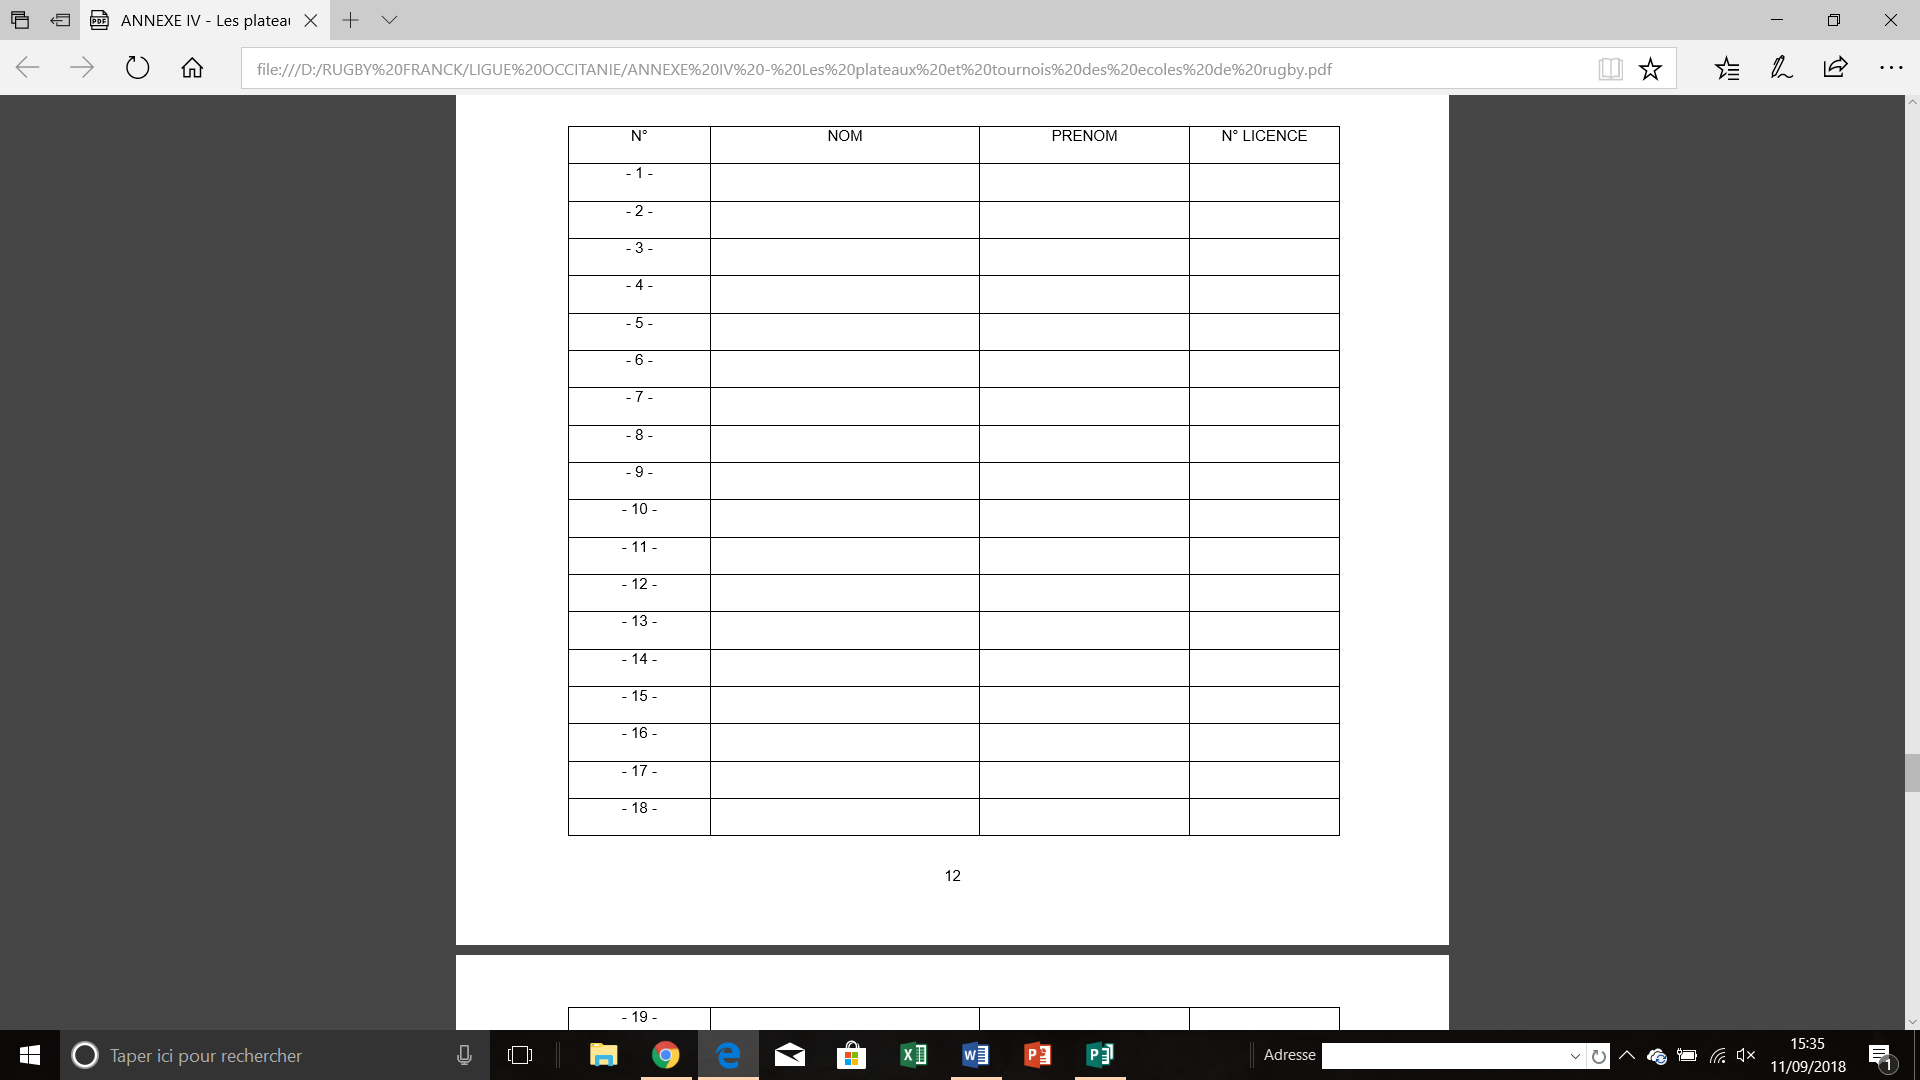 ANNEXE IV - Les plateau
file:///D:/RUGBY%20FRANCK/LIGUE%20OCCITANIE/ANNEXE%20IV%20-%20Les%20plateaux%20et%20tournois%20des%20ecoles%20de%20rugby.pdf
N° NOM PRENOM N° LICENCE
- 1 -
- 2 -
- 3 -
- 4 -
- 5 -
- 6 -
- 7 -
- 8 -
- 9 -
- 10 -
- 11 -
- 12 -
- 13 -
- 14 -
- 15 -
- 16 -
- 17 -
- 18 -
12
- 19 -
Taper ici pour rechercher
Adresse
15:35
11/09/2018
1